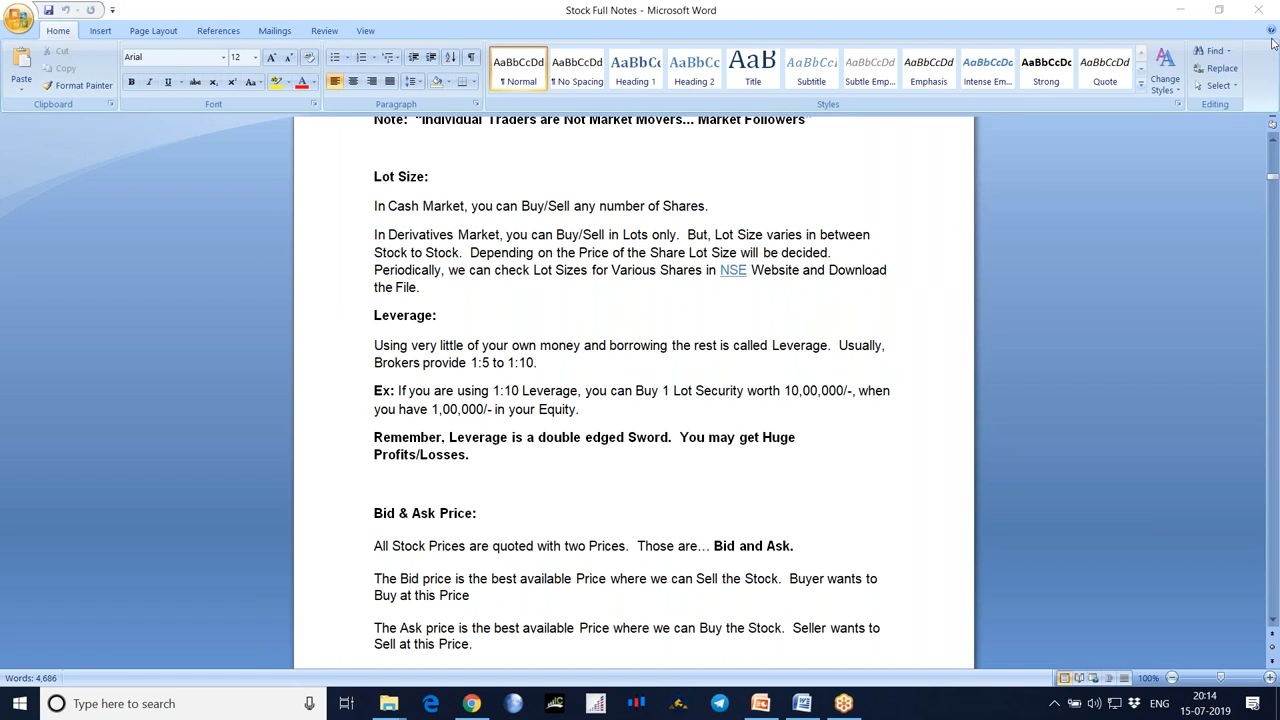 Stock Full Notes - Microsoft Word
Home Insert Page Layout References Mailings Review View
Paste Cut Copy Format Painter Clipboard
Arial 12 Font
Paragraph
AaBbCcDd ¶ Normal AaBbCcDd ¶ No Spacing AaBbC Heading 1 AaBbCc Heading 2 AaB Title AaBbCc Subtitle AaBbCcDd Subtle Emp... AaBbCcDd Emphasis AaBbCcDd Intense Em... AaBbCcDd Strong AaBbCcDd Quote
Change Styles Styles
Find Replace Select Editing
Note: "Individual Traders are Not Market Movers... Market Followers"
Lot Size:
In Cash Market, you can Buy/Sell any number of Shares.
In Derivatives Market, you can Buy/Sell in Lots only. But, Lot Size varies in between
Stock to Stock. Depending on the Price of the Share Lot Size will be decided.
Periodically, we can check Lot Sizes for Various Shares in NSE Website and Download
the File.
Leverage:
Using very little of your own money and borrowing the rest is called Leverage. Usually,
Brokers provide 1:5 to 1:10.
Ex: If you are using 1:10 Leverage, you can Buy 1 Lot Security worth 10,00,000/-, when
you have 1,00,000/- in your Equity.
Remember, Leverage is a double edged Sword. You may get Huge
Profits/Losses.
Bid & Ask Price:
All Stock Prices are quoted with two Prices. Those are… Bid and Ask.
The Bid price is the best available Price where we can Sell the Stock. Buyer wants to
Buy at this Price
The Ask price is the best available Price where we can Buy the Stock. Seller wants to
Sell at this Price.
Words: 4,686
100%
Type here to search
ENG
20:14
15-07-2019